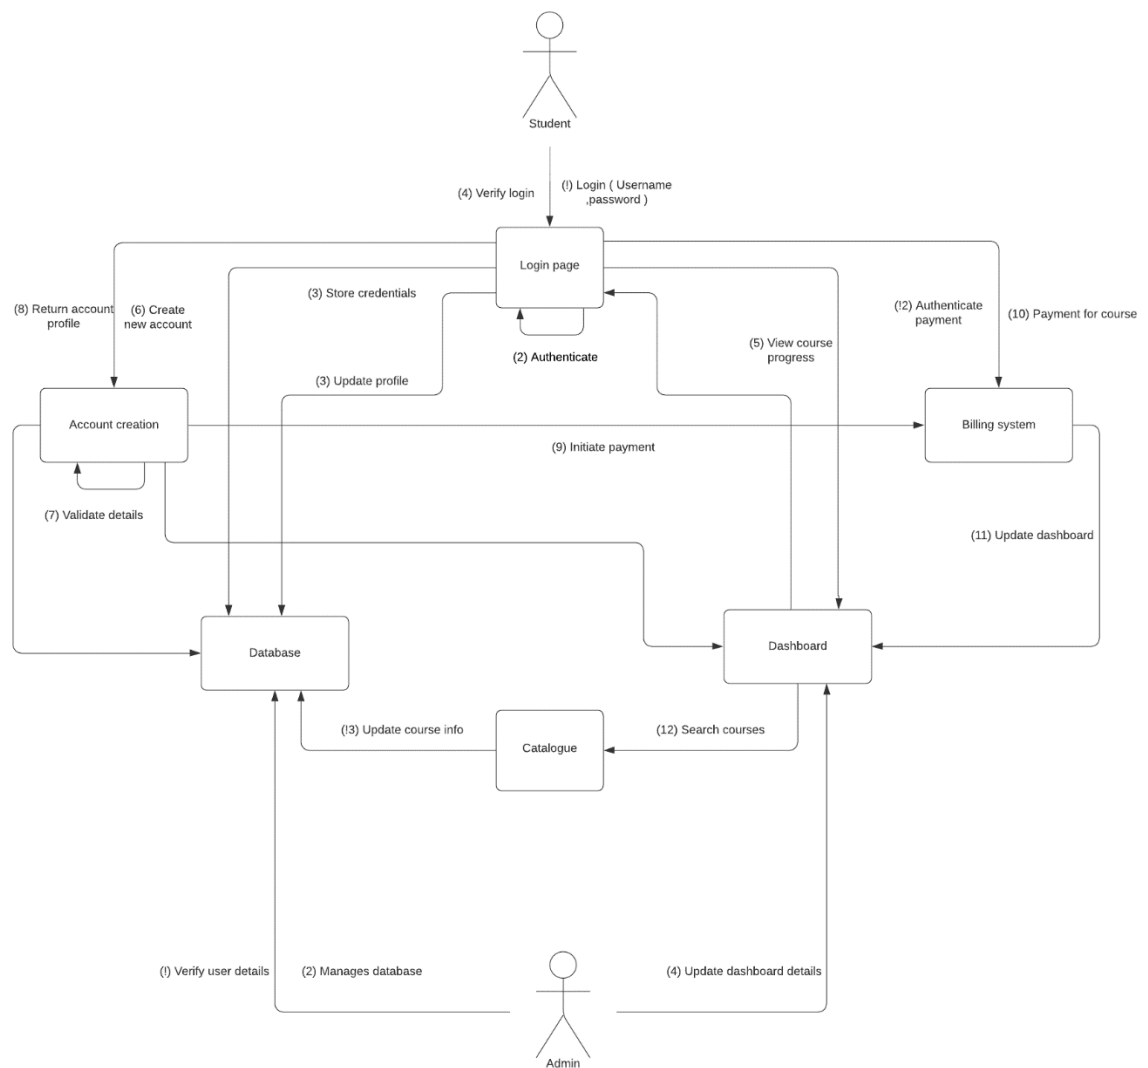 Student
(4) Verify login
(!) Login ( Username
,password )
Login page
(3) Store credentials
(8) Return account
profile
(6) Create
new account
(!2) Authenticate
payment
(10) Payment for course
(2) Authenticate
(5) View course
progress
(3) Update profile
Account creation
Billing system
(9) Initiate payment
(7) Validate details
(11) Update dashboard
Database
Dashboard
(!3) Update course info
Catalogue
(12) Search courses
(!) Verify user details
(2) Manages database
(4) Update dashboard details
Admin